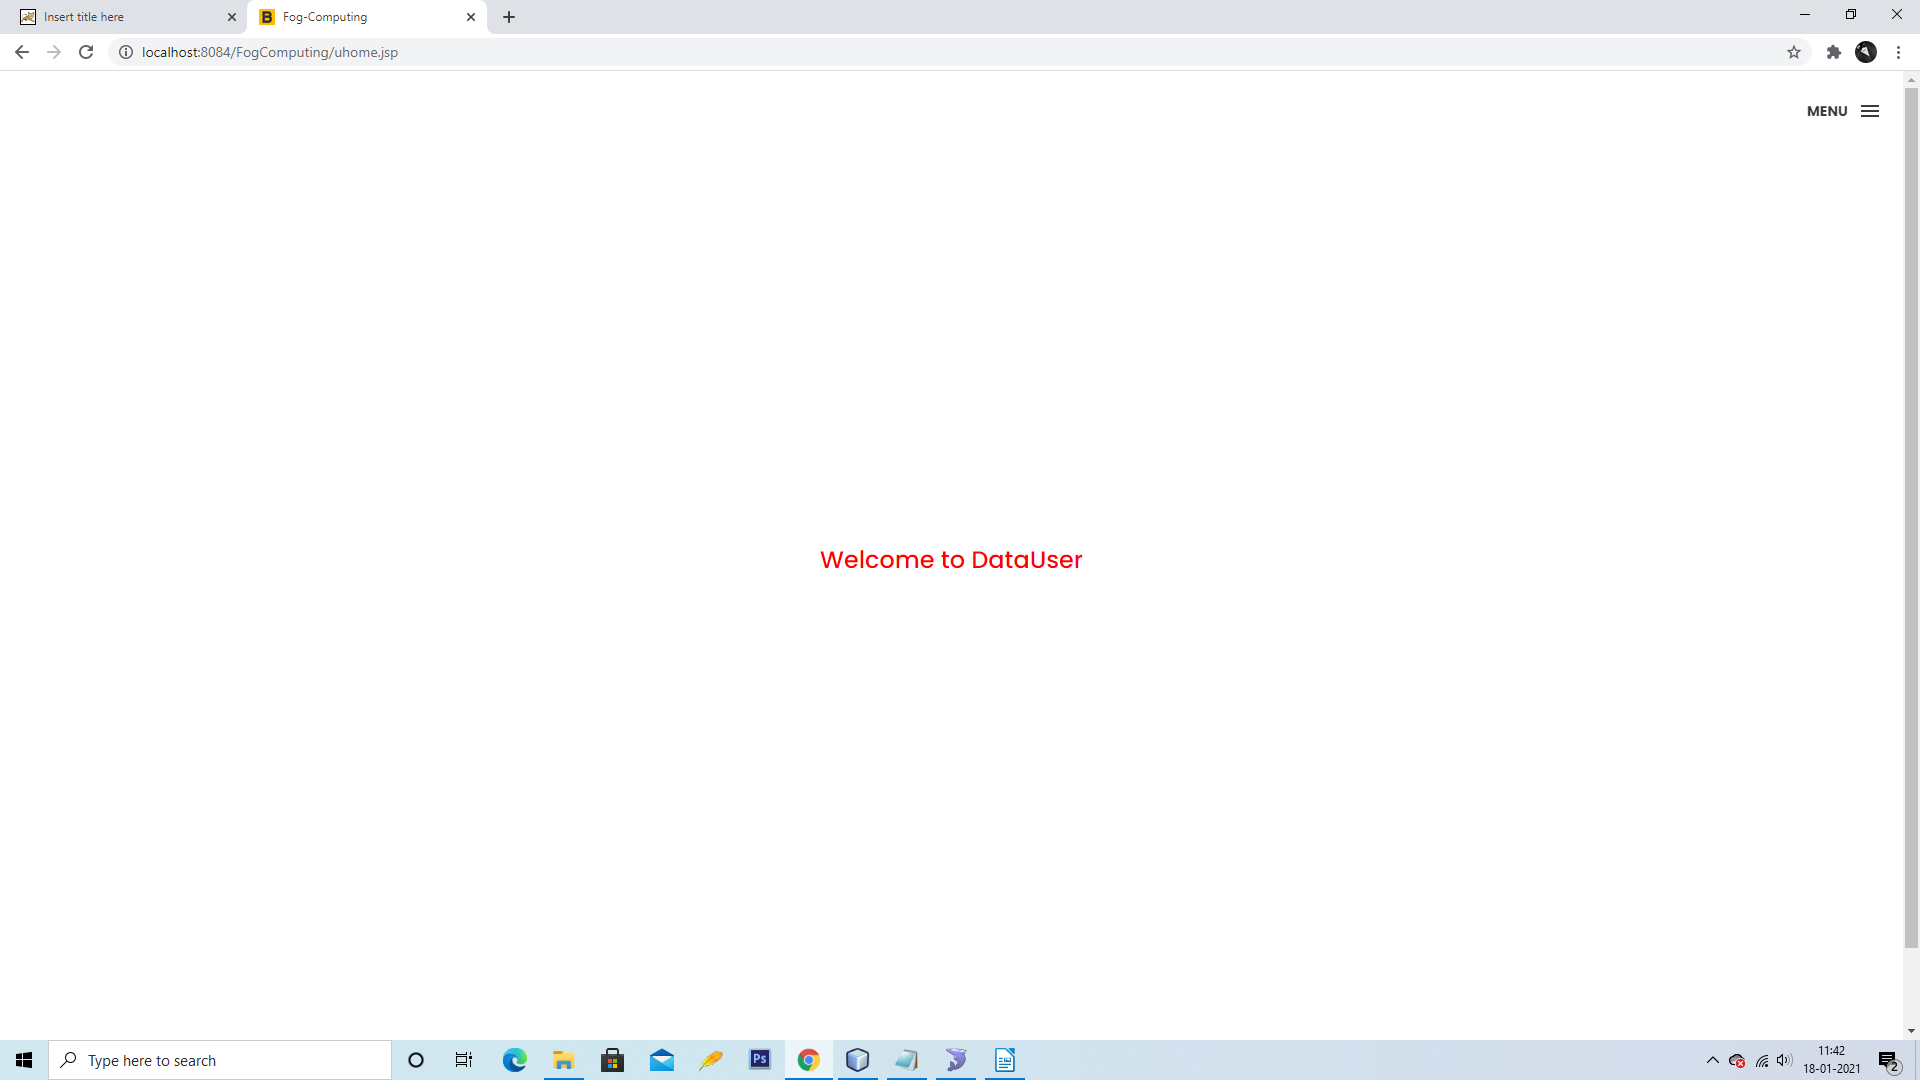 Insert title here
B Fog-Computing
localhost:8084/FogComputing/uhome.jsp
MENU
Welcome to DataUser
Type here to search
Ps
11:42
18-01-2021
2